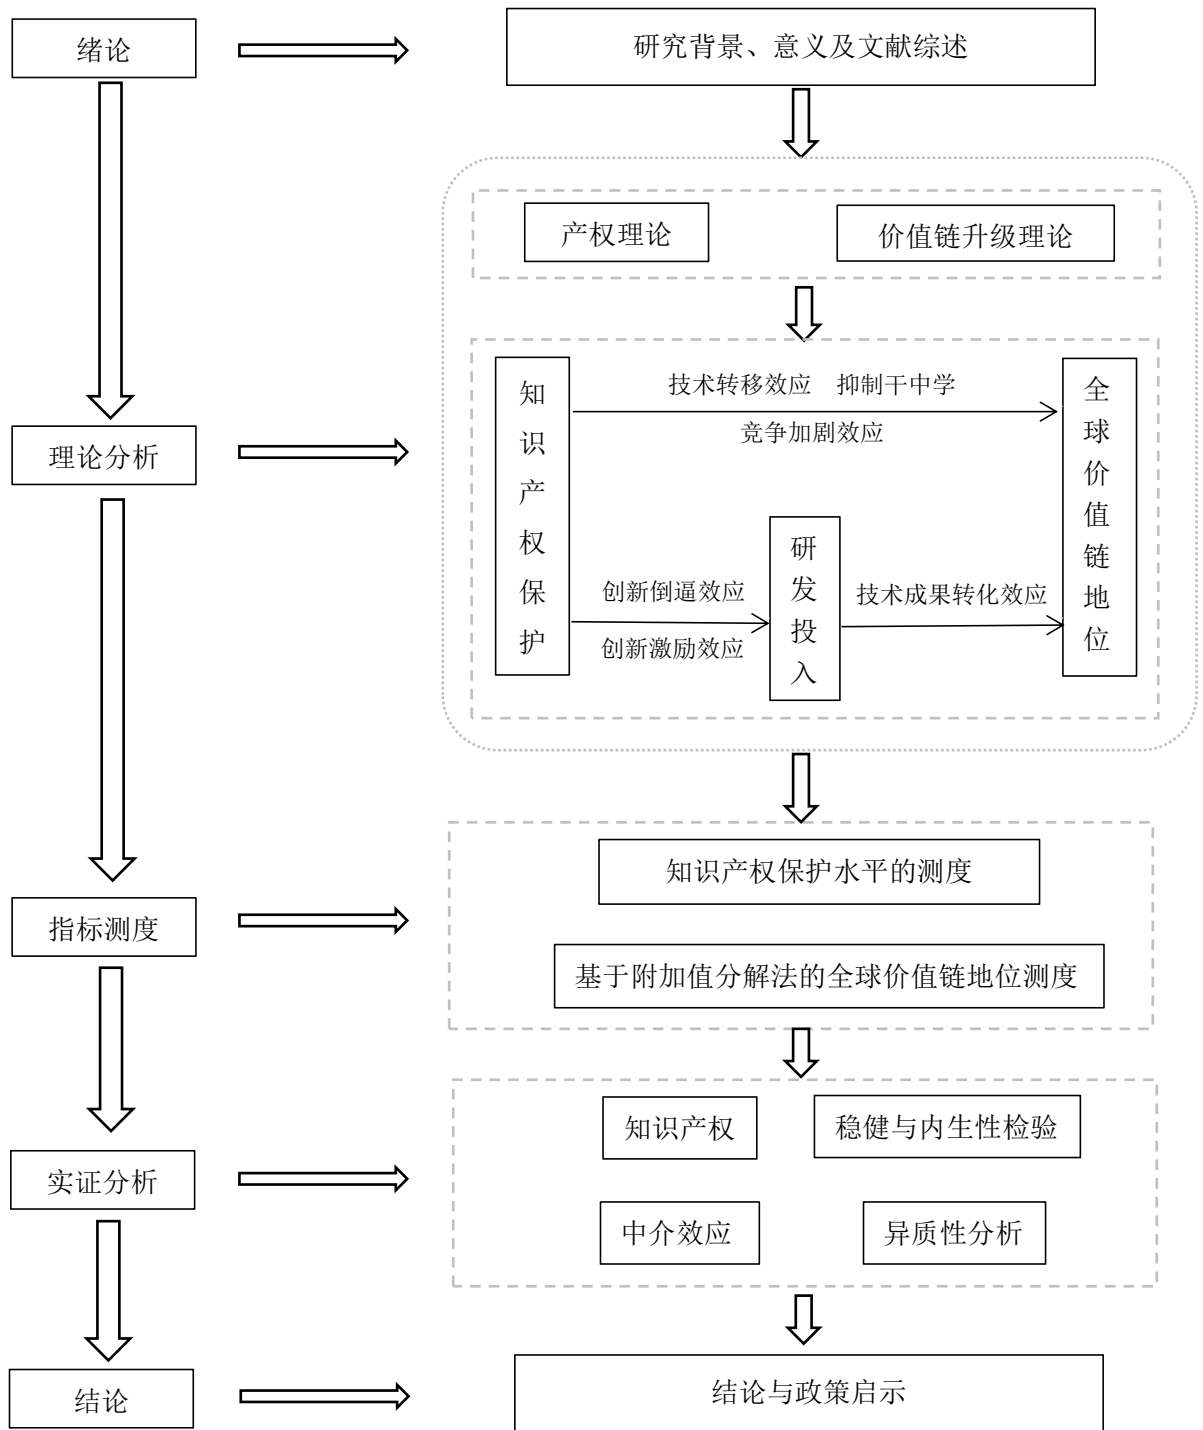 绪论
研究背景、意义及文献综述
产权理论
价值链升级理论
知识产权保护
技术转移效应 抑制干中学
竞争加剧效应
全球价值链地位
理论分析
研发投入
创新倒逼效应
创新激励效应
技术成果转化效应
知识产权保护水平的测度
指标测度
基于附加值分解法的全球价值链地位测度
知识产权
稳健与内生性检验
实证分析
中介效应
异质性分析
结论
结论与政策启示